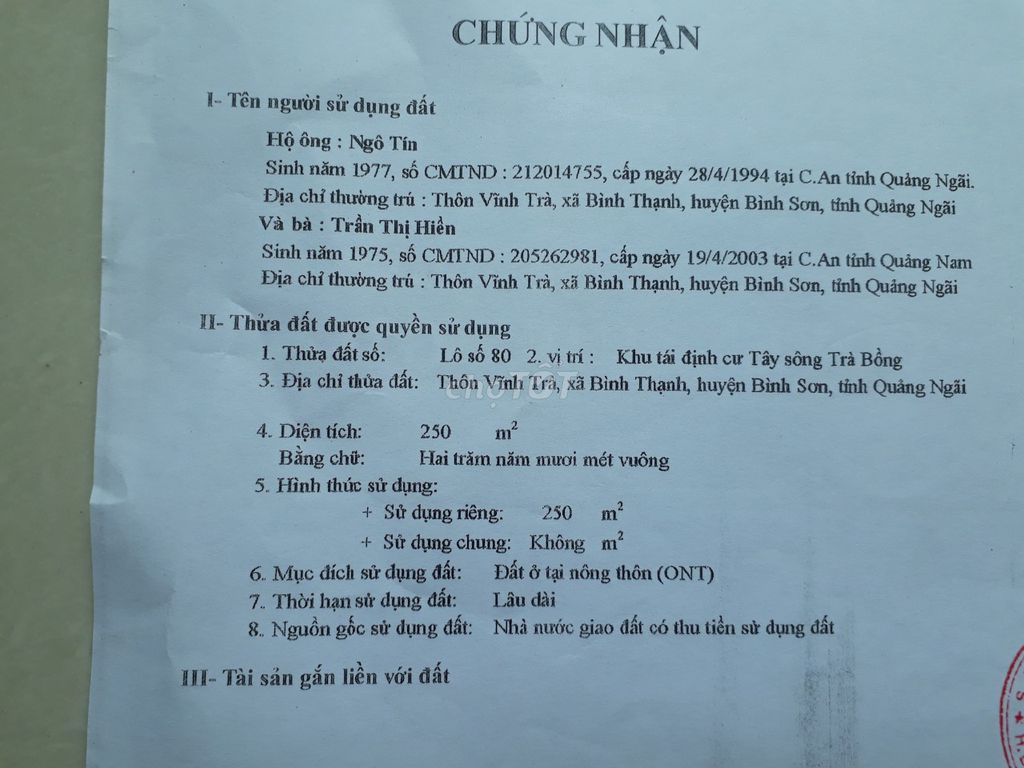 CHỨNG NHẬN
I- Tên người sử dụng đất
Hộ ông : Ngô Tín
Sinh năm 1977, số CMTND : 212014755, cấp ngày 28/4/1994 tại C.An tỉnh Quảng Ngãi.
Địa chỉ thường trú : Thôn Vĩnh Trà, xã Bình Thạnh, huyện Bình Sơn, tỉnh Quảng Ngãi
Và bà : Trần Thị Hiền
Sinh năm 1975, số CMTND : 205262981, cấp ngày 19/4/2003 tại C.An tỉnh Quảng Nam
Địa chỉ thường trú : Thôn Vĩnh Trà, xã Bình Thạnh, huyện Bình Sơn, tỉnh Quảng Ngãi
II- Thửa đất được quyền sử dụng
1. Thửa đất số: Lô số 80 2. vị trí : Khu tái định cư Tây sông Trà Bồng
3. Địa chỉ thửa đất: Thôn Vĩnh Trà, xã Bình Thạnh, huyện Bình Sơn, tỉnh Quảng Ngãi
chợTỐT
4. Diện tích: 250 m²
Bằng chữ: Hai trăm năm mươi mét vuông
5. Hình thức sử dụng:
+ Sử dụng riêng: 250 m²
+ Sử dụng chung: Không m²
6. Mục đích sử dụng đất: Đất ở tại nông thôn (ONT)
7. Thời hạn sử dụng đất: Lâu dài
8. Nguồn gốc sử dụng đất: Nhà nước giao đất có thu tiền sử dụng đất
III- Tài sản gắn liền với đất